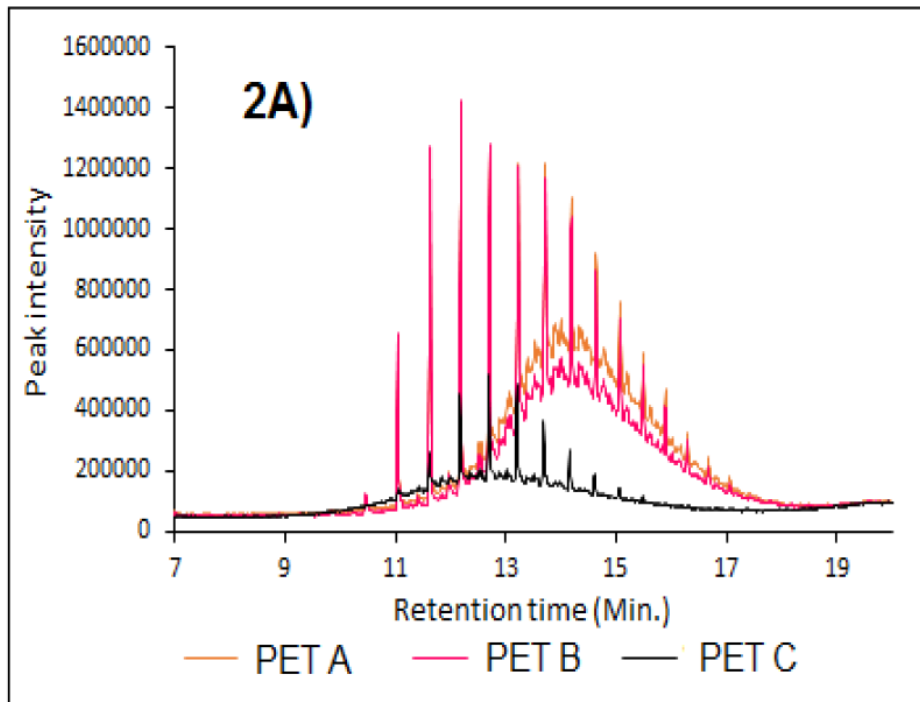 1600000
1400000
1200000
1000000
800000
600000
400000
200000
0
2A)
Peak intensity
7 9 11 13 15 17 19
Retention time (Min.)
PET A PET B PET C